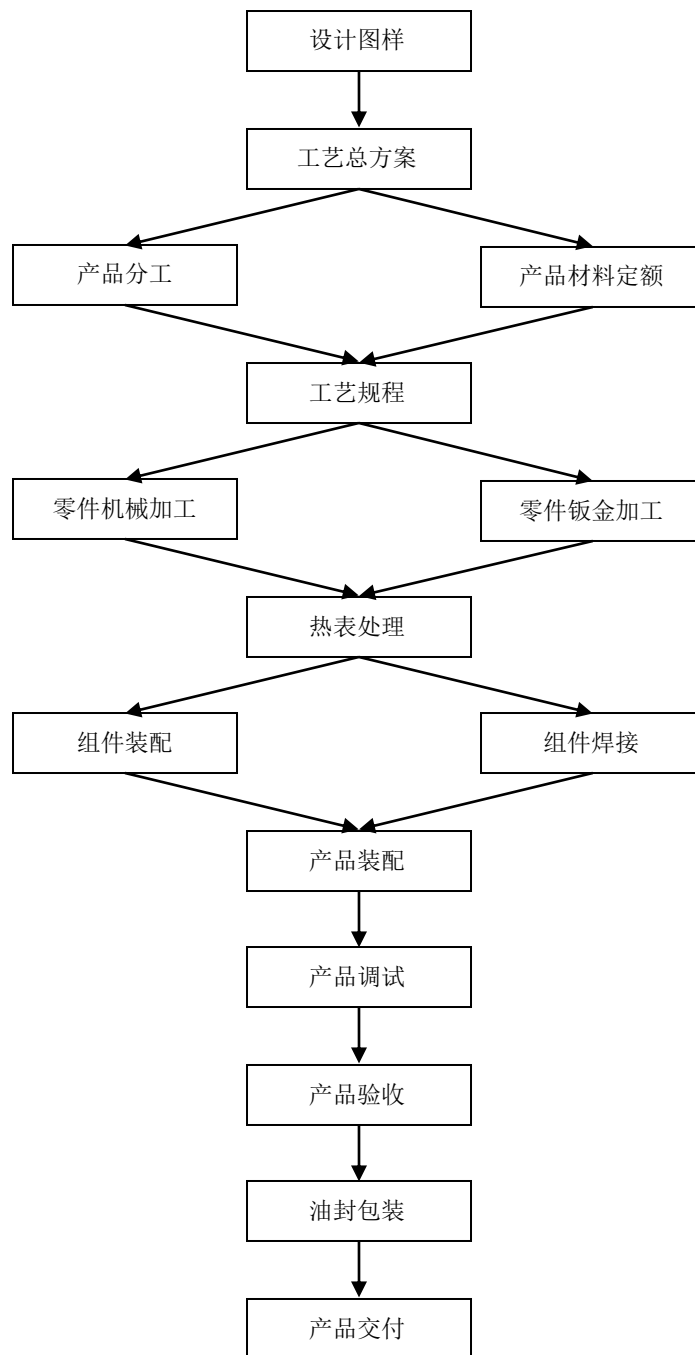 设计图样
工艺总方案
产品分工
产品材料定额
工艺规程
零件机械加工
零件钣金加工
热表处理
组件装配
组件焊接
产品装配
产品调试
产品验收
油封包装
产品交付